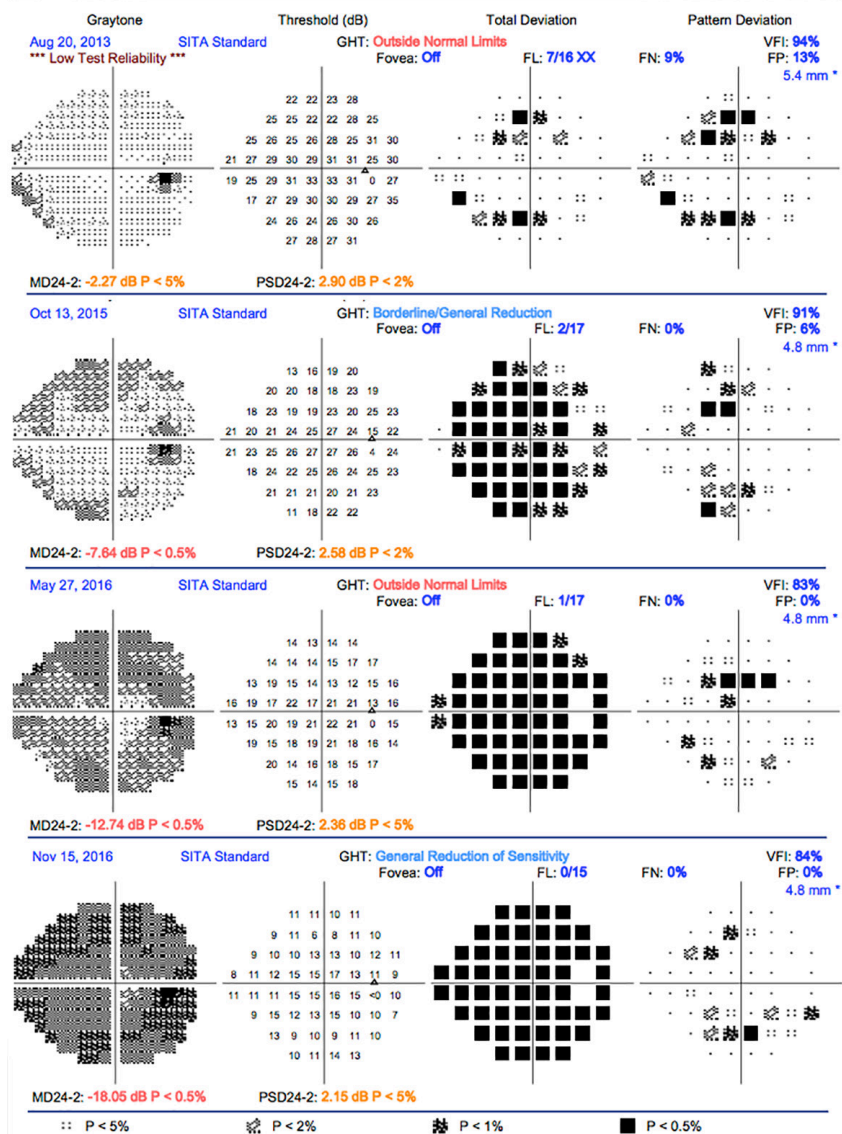 Graytone Threshold (dB) Total Deviation Pattern Deviation
Aug 20, 2013 SITA Standard GHT: Outside Normal Limits VFI: 94%
*** Low Test Reliability *** Fovea: Off FL: 7/16 XX FN: 9% FP: 13%
5.4 mm *
22 22 23 28
25 25 22 22 28 25
25 26 26 28 25 25 31 30
21 27 29 30 29 31 31 25 30
19 25 29 31 33 33 31 0 27
17 27 29 30 30 29 27 35
24 26 24 26 30 26
27 28 27 31
MD24-2: -2.27 dB P < 5% PSD24-2: 2.90 dB P < 2%
Oct 13, 2015 SITA Standard GHT: Borderline/General Reduction VFI: 91%
Fovea: Off FL: 2/17 FN: 0% FP: 6%
4.8 mm *
13 16 19 20
20 20 18 18 23 19
18 23 19 19 23 20 25 23
21 20 21 24 25 27 24 15 22
21 23 25 26 27 27 26 4 24
18 24 22 25 26 24 25 23
21 21 21 20 21 23
11 18 22 22
MD24-2: -7.64 dB P < 0.5% PSD24-2: 2.58 dB P < 2%
May 27, 2016 SITA Standard GHT: Outside Normal Limits VFI: 83%
Fovea: Off FL: 1/17 FN: 0% FP: 0%
4.8 mm *
14 13 14 14
14 14 14 15 17 17
13 19 15 14 13 12 15 16
16 19 17 22 17 21 21 13 16
13 15 20 19 21 22 21 0 15
19 15 18 19 21 18 16 14
20 14 16 18 15 17
15 14 15 18
MD24-2: -12.74 dB P < 0.5% PSD24-2: 2.36 dB P < 5%
Nov 15, 2016 SITA Standard GHT: General Reduction of Sensitivity VFI: 84%
Fovea: Off FL: 0/15 FN: 0% FP: 0%
4.8 mm *
11 11 10 11
9 11 6 8 11 10
9 10 10 13 13 10 12 11
8 11 12 15 15 17 13 11 9
11 11 11 15 15 16 15 <0 10
9 15 12 13 15 10 10 7
13 9 10 9 11 10
10 11 14 13
MD24-2: -18.05 dB P < 0.5% PSD24-2: 2.15 dB P < 5%
P < 5% P < 2% P < 1% P < 0.5%